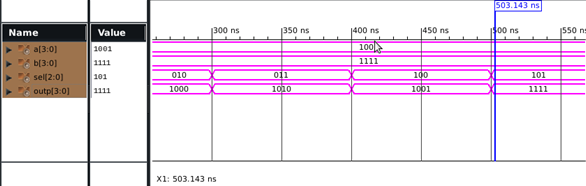 503.143 ns
Name Value 300 ns 350 ns 400 ns 450 ns 500 ns 550 ns
a[3:0] 1001
b[3:0] 1111 1111
sel[2:0] 101 010 011 100 101
outp[3:0] 1111 1000 1010 1001 1111
X1: 503.143 ns